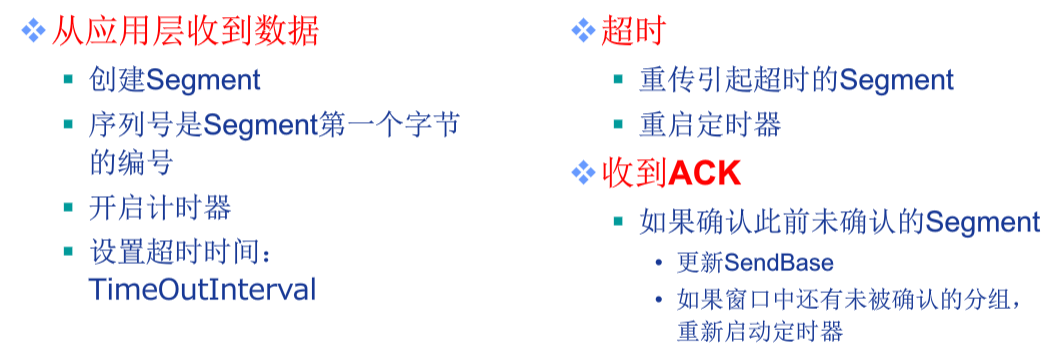 从应用层收到数据
创建Segment
序列号是Segment第一个字节
的编号
开启计时器
设置超时时间：
TimeOutInterval
超时
重传引起超时的Segment
重启定时器
收到ACK
如果确认此前未确认的Segment
更新SendBase
如果窗口中还有未被确认的分组，
重新启动定时器